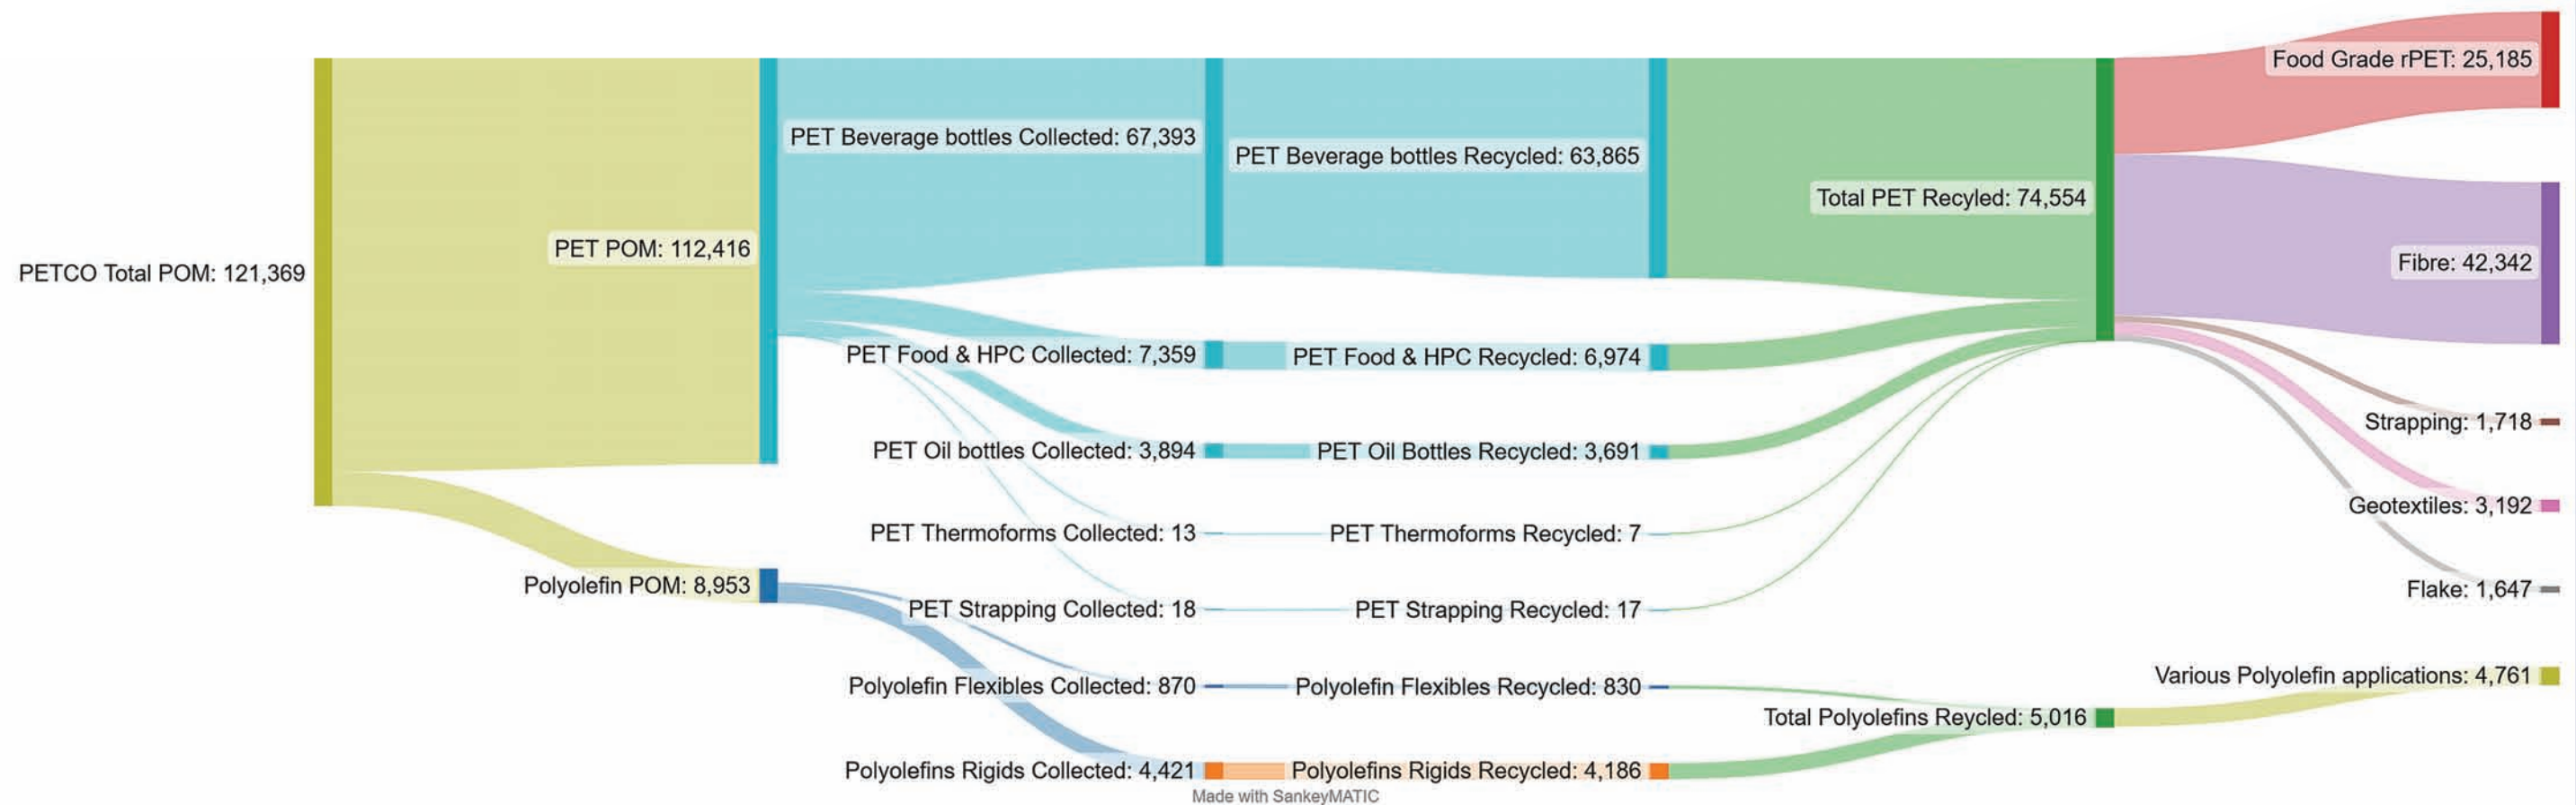 PETCO Total POM: 121,369
PET POM: 112,416
Polyolefin POM: 8,953
PET Beverage bottles Collected: 67,393
PET Food & HPC Collected: 7,359
PET Oil bottles Collected: 3,894
PET Thermoforms Collected: 13
PET Strapping Collected: 18
Polyolefin Flexibles Collected: 870
Polyolefins Rigids Collected: 4,421
PET Beverage bottles Recycled: 63,865
PET Food & HPC Recycled: 6,974
PET Oil Bottles Recycled: 3,691
PET Thermoforms Recycled: 7
PET Strapping Recycled: 17
Polyolefin Flexibles Recycled: 830
Polyolefins Rigids Recycled: 4,186
Total PET Recyled: 74,554
Total Polyolefins Reycled: 5,016
Food Grade rPET: 25,185
Fibre: 42,342
Strapping: 1,718
Geotextiles: 3,192
Flake: 1,647
Various Polyolefin applications: 4,761
Made with SankeyMATIC